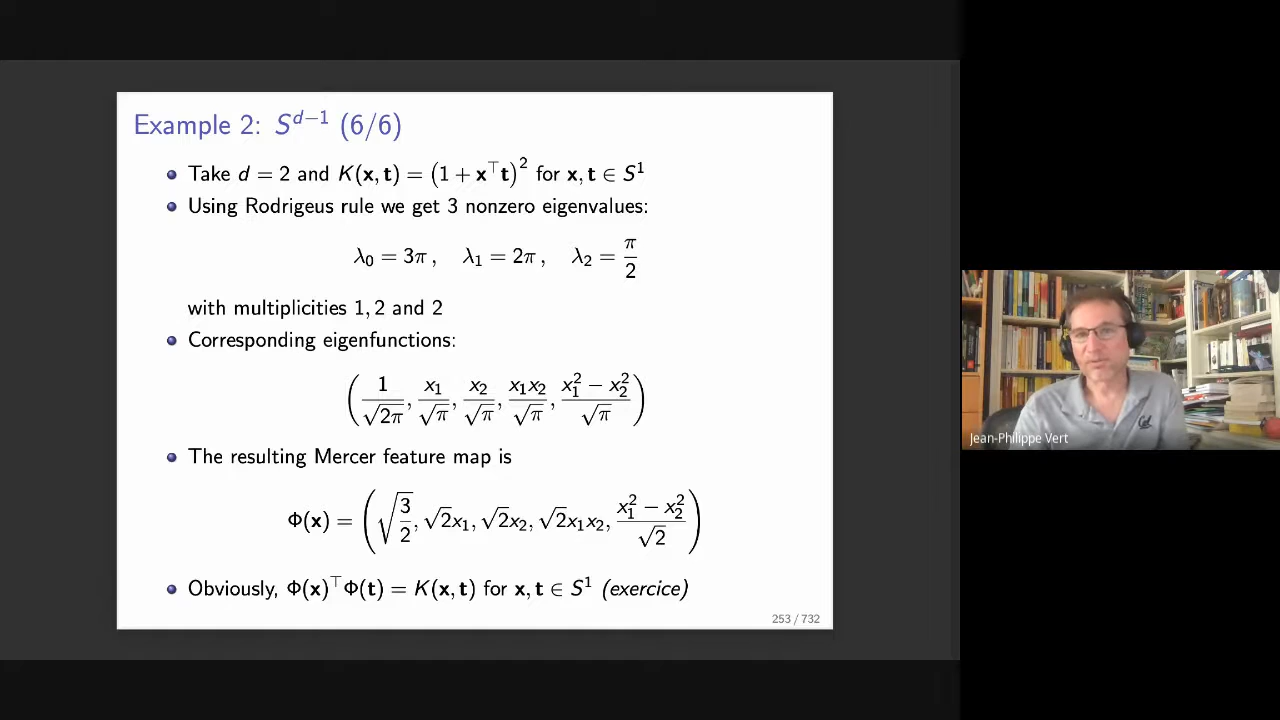 Example 2: S^{d−1} (6/6)
Take d = 2 and K(x, t) = (1 + x^⊤t)^2 for x, t ∈ S^1
Using Rodrigeus rule we get 3 nonzero eigenvalues:
λ_0 = 3π , λ_1 = 2π , λ_2 = π/2
with multiplicities 1, 2 and 2
Corresponding eigenfunctions:
(1/√2π, x_1/√π, x_2/√π, x_1x_2/√π, x_1^2 − x_2^2/√π)
The resulting Mercer feature map is
Φ(x) = (√3/2, √2x_1, √2x_2, √2x_1x_2, x_1^2 − x_2^2/√2)
Obviously, Φ(x)^⊤Φ(t) = K(x, t) for x, t ∈ S^1 (exercice)
253 / 732
Jean-Philippe Vert
Cal